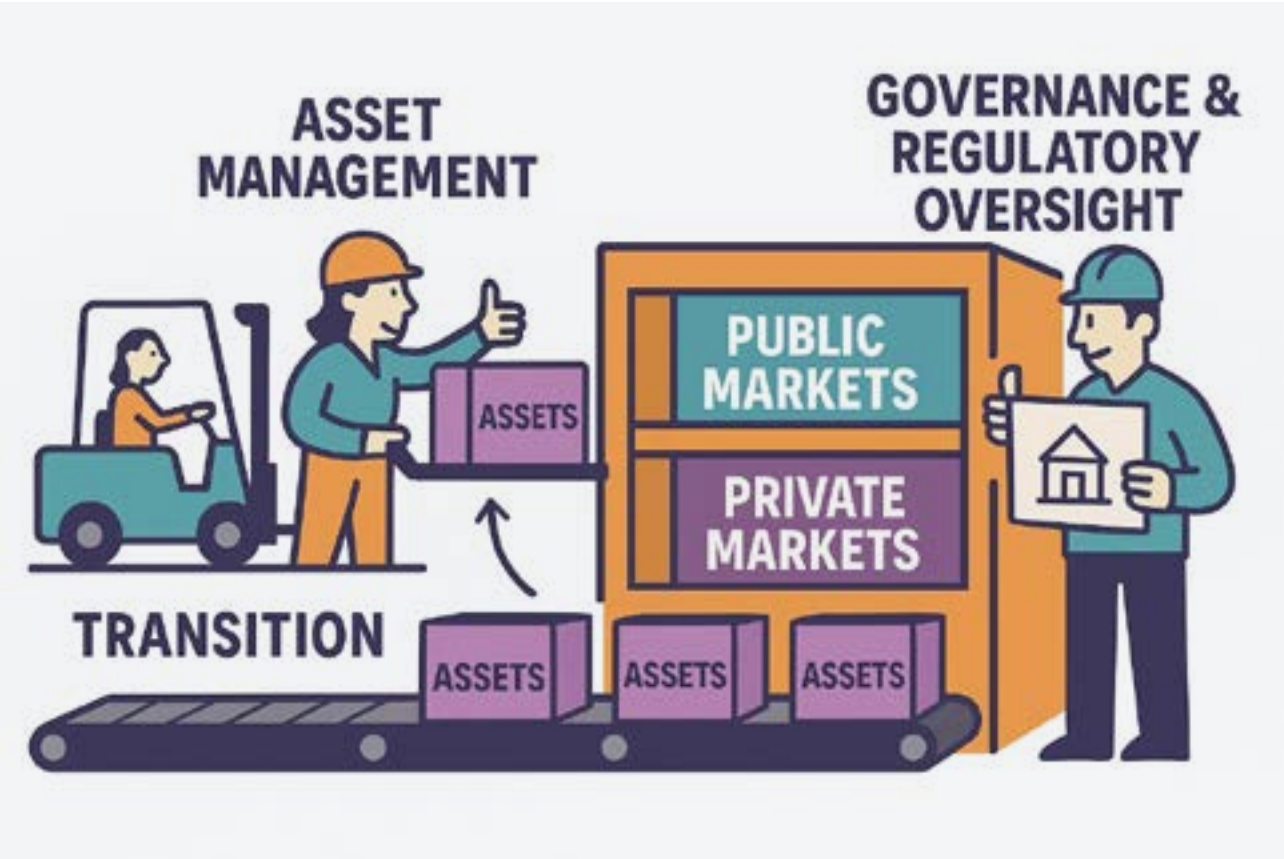 ASSET
MANAGEMENT
GOVERNANCE &
REGULATORY
OVERSIGHT
ASSETS
PUBLIC
MARKETS
PRIVATE
MARKETS
TRANSITION
ASSETS
ASSETS
ASSETS